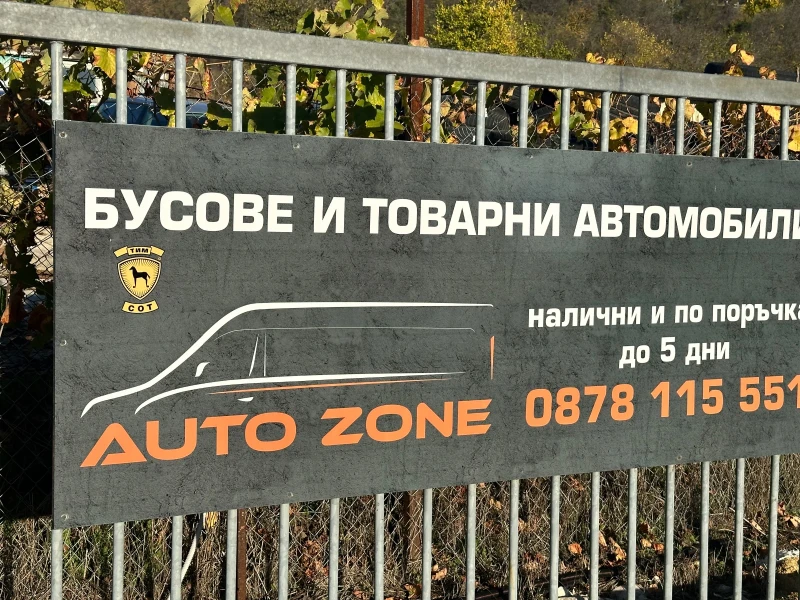 БУСОВЕ И ТОВАРНИ АВТОМОБИЛИ
ТИМ
СОТ
налични и по поръчка
до 5 дни
0878 115 551
AUTO ZONE